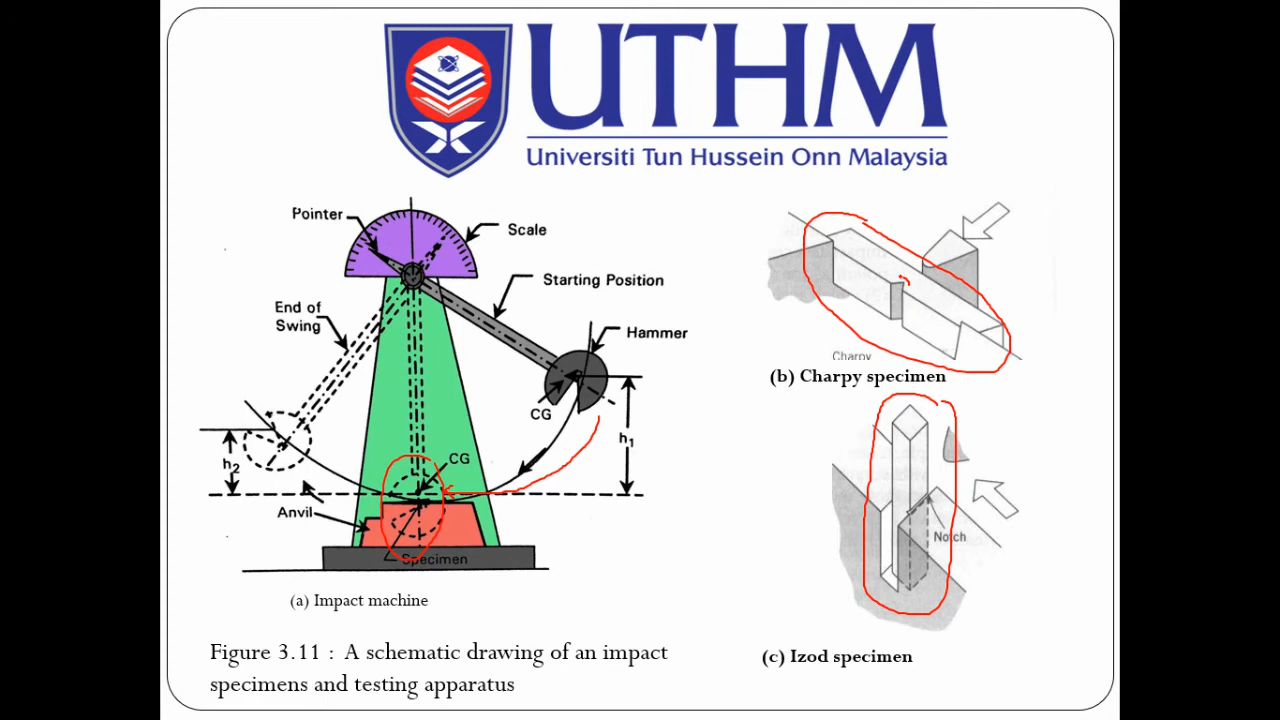 UTHM
Universiti Tun Hussein Onn Malaysia
Pointer
Scale
Starting Position
End of
Swing
Hammer
CG
h₁
h₂
CG
Anvil
Specimen
(a) Impact machine
Charpy
(b) Charpy specimen
Notch
(c) Izod specimen
Figure 3.11 : A schematic drawing of an impact
specimens and testing apparatus